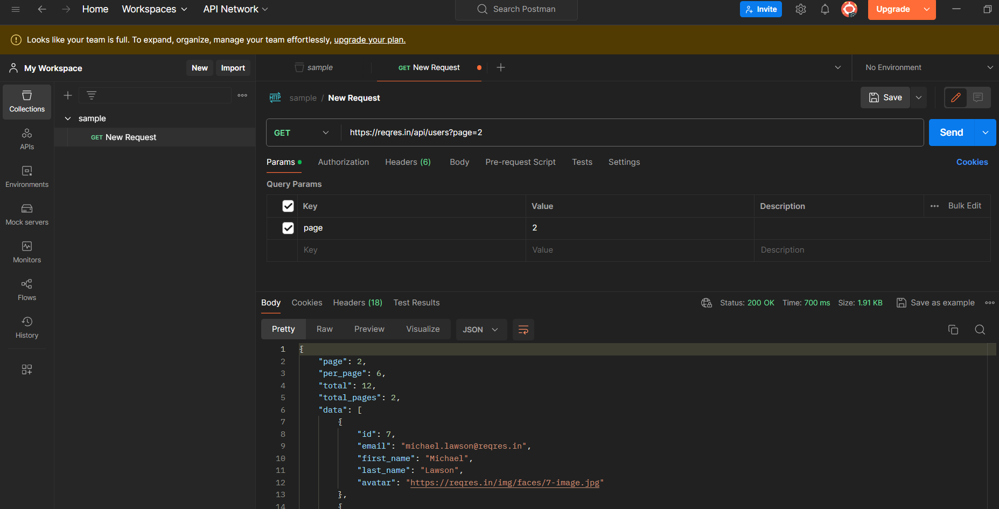 Home Workspaces API Network Search Postman Invite Upgrade
Looks like your team is full. To expand, organize, manage your team effortlessly, upgrade your plan.
My Workspace New Import
sample GET New Request No Environment
Collections
APIs
Environments
Mock servers
Monitors
Flows
History
sample
GET New Request
HTTP sample / New Request Save
GET https://reqres.in/api/users?page=2 Send
Params Authorization Headers (6) Body Pre-request Script Tests Settings Cookies
Query Params
Key Value Description Bulk Edit
page 2
Key Value Description
Body Cookies Headers (18) Test Results Status: 200 OK Time: 700 ms Size: 1.91 KB Save as example
Pretty Raw Preview Visualize JSON
1 {
2 "page": 2,
3 "per_page": 6,
4 "total": 12,
5 "total_pages": 2,
6 "data": [
7 {
8 "id": 7,
9 "email": "michael.lawson@reqres.in",
10 "first_name": "Michael",
11 "last_name": "Lawson",
12 "avatar": "https://reqres.in/img/faces/7-image.jpg"
13 },
14 {